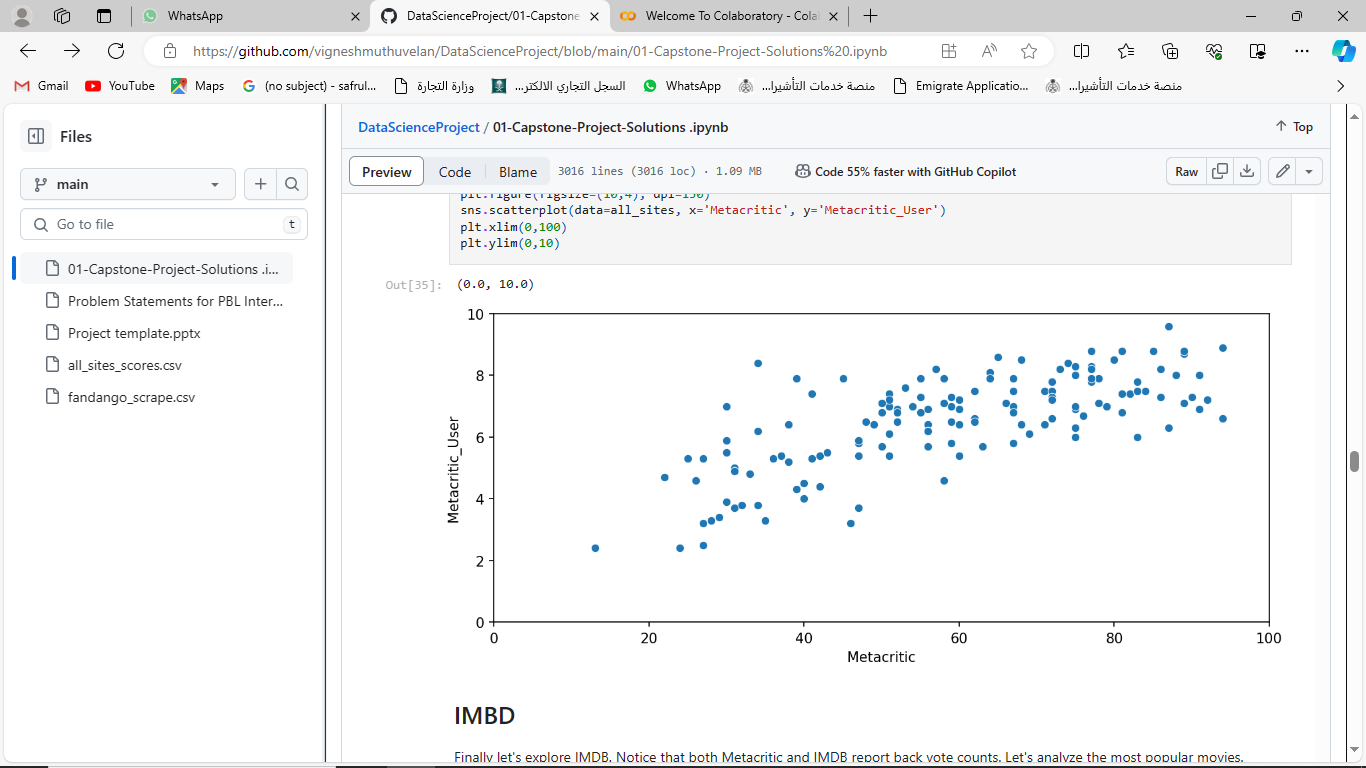 WhatsApp
DataScienceProject/01-Capstone-
Welcome To Colaboratory - Cola
https://github.com/vigneshmuthuvelan/DataScienceProject/blob/main/01-Capstone-Project-Solutions%20.ipynb
Gmail
YouTube
Maps
(no subject) - safrul...
وزارة التجارة
السجل التجاري الالكتر...
WhatsApp
منصة خدمات التأشيرا...
Emigrate Applicatio...
منصة خدمات التأشيرا...
Files
main
Go to file
t
01-Capstone-Project-Solutions .i...
Problem Statements for PBL Inter...
Project template.pptx
all_sites_scores.csv
fandango_scrape.csv
DataScienceProject / 01-Capstone-Project-Solutions .ipynb
Top
Preview
Code
Blame
3016 lines (3016 loc) · 1.09 MB
Code 55% faster with GitHub Copilot
Raw
plt.figure(figsize=(10,4), dpi=150)
sns.scatterplot(data=all_sites, x='Metacritic', y='Metacritic_User')
plt.xlim(0,100)
plt.ylim(0,10)
Out[35]:
(0.0, 10.0)
10
8
6
4
2
0
Metacritic_User
0 20 40 60 80 100
Metacritic
IMBD
Finally let's explore IMDB. Notice that both Metacritic and IMDB report back vote counts. Let's analyze the most popular movies.